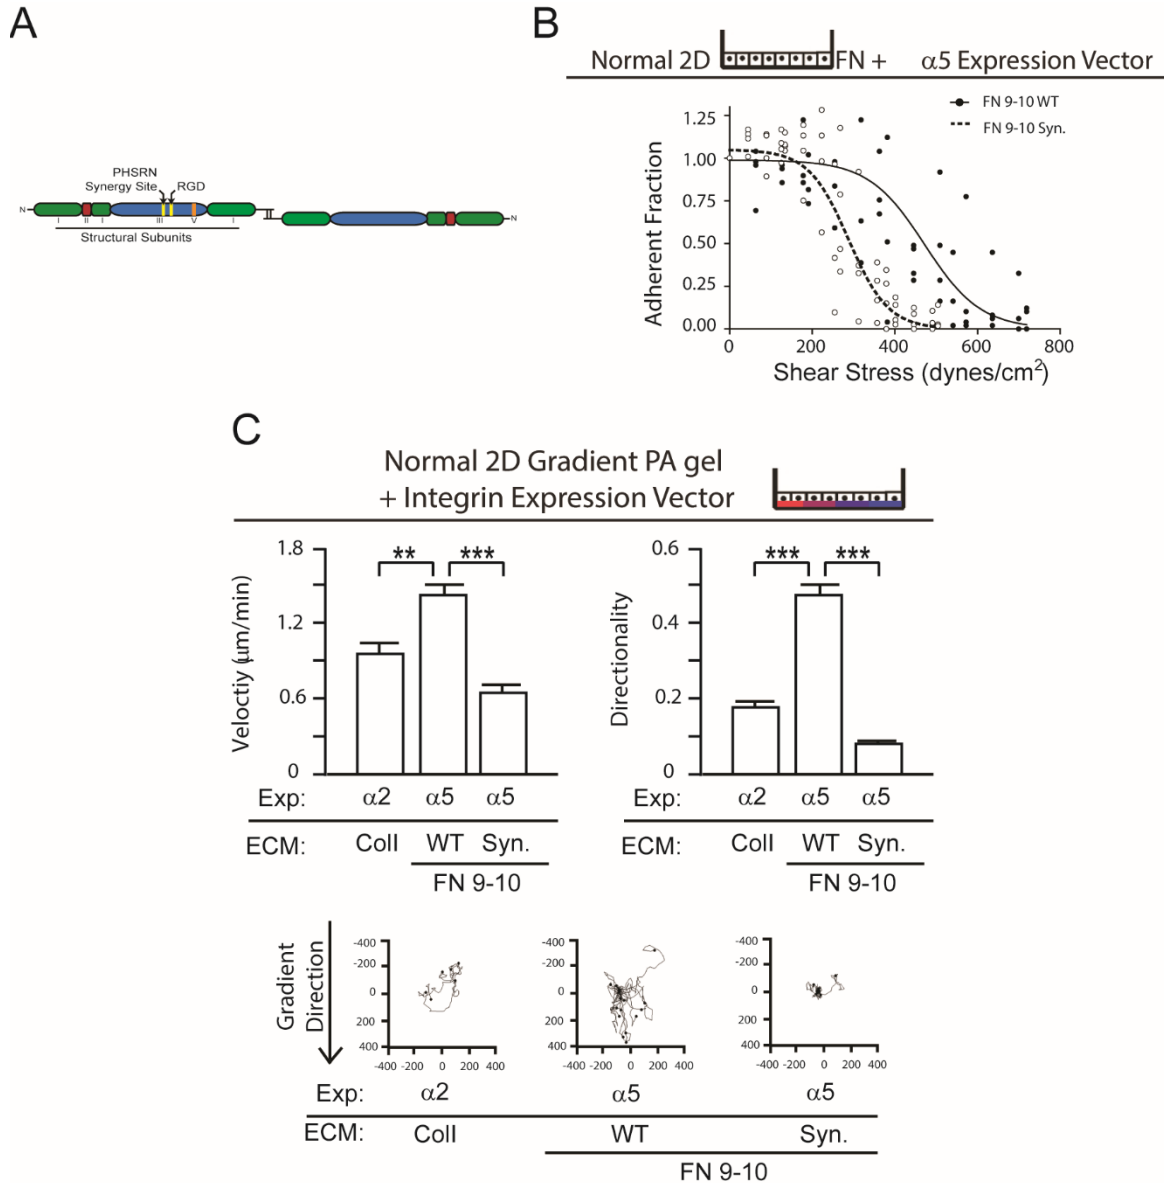 A
PHSRN
Synergy Site
RGD
N
II
I
III
V
I
N
Structural Subunits
B
Normal 2D FN + α5 Expression Vector
FN 9-10 WT
FN 9-10 Syn.
Adherent Fraction
1.25
1.00
0.75
0.50
0.25
0.00
0 200 400 600 800
Shear Stress (dynes/cm²)
C
Normal 2D Gradient PA gel
+ Integrin Expression Vector
Veloctiy (μm/min)
1.8
1.2
0.6
0
** ***
Exp: α2 α5 α5
ECM: ColI WT Syn.
FN 9-10
Directionality
0.6
0.4
0.2
0
*** ***
Exp: α2 α5 α5
ECM: ColI WT Syn.
FN 9-10
Gradient
Direction
-400
-200
0
200
400
-400 -200 0 200 400
-400
-200
0
200
400
-400 -200 0 200 400
-400
-200
0
200
400
-400 -200 0 200 400
Exp: α2 α5 α5
ECM: ColI WT Syn.
FN 9-10